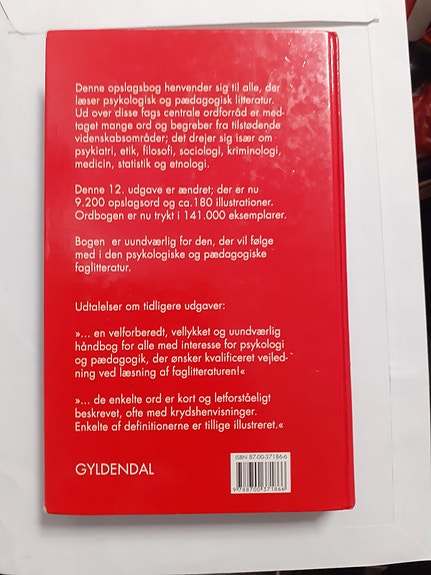 Denne opslagsbog henvender sig til alle, der
læser psykologisk og pædagogisk litteratur.
Ud over disse fags centrale ordforråd er med-
taget mange ord og begreber fra tilstødende
videnskabsområder; det drejer sig især om
psykiatri, etik, filosofi, sociologi, kriminologi,
medicin, statistik og etnologi.
Denne 12. udgave er ændret; der er nu
9.200 opslagsord og ca.180 illustrationer.
Ordbogen er nu trykt i 141.000 eksemplarer.
Bogen er uundværlig for den, der vil følge
med i den psykologiske og pædagogiske
faglitteratur.
Udtalelser om tidligere udgaver:
»... en velforberedt, vellykket og uundværlig
håndbog for alle med interesse for psykologi
og pædagogik, der ønsker kvalificeret vejled-
ning ved læsning af faglitteraturen!«
»... de enkelte ord er kort og letforståeligt
beskrevet, ofte med krydshenvisninger.
Enkelte af definitionerne er tillige illustreret.«
GYLDENDAL
ISBN 87-00-37186-6
9 788700 371866